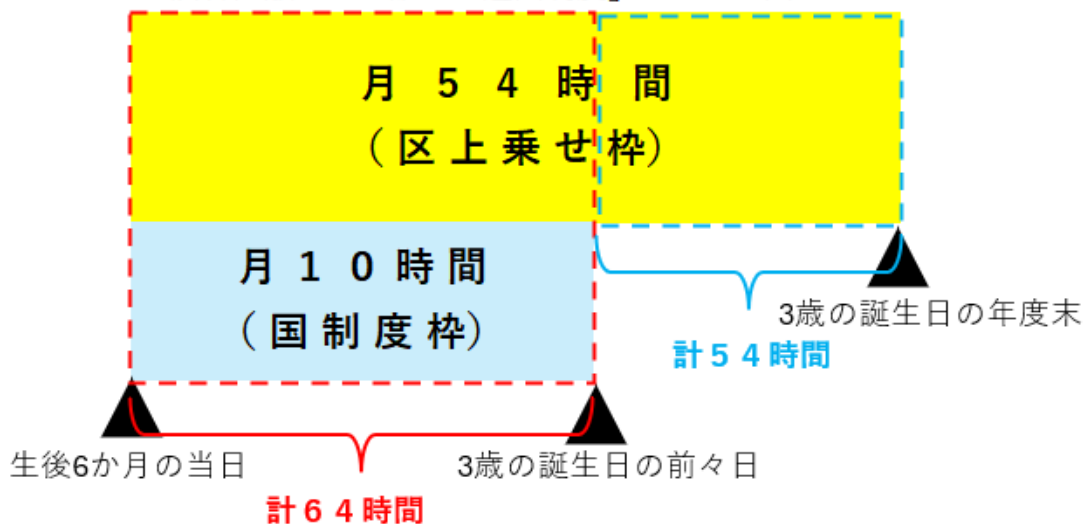 月５４時間
（区上乗せ枠）
月１０時間
（国制度枠）
3歳の誕生日の年度末
計５４時間
生後6か月の当日
3歳の誕生日の前々日
計６４時間